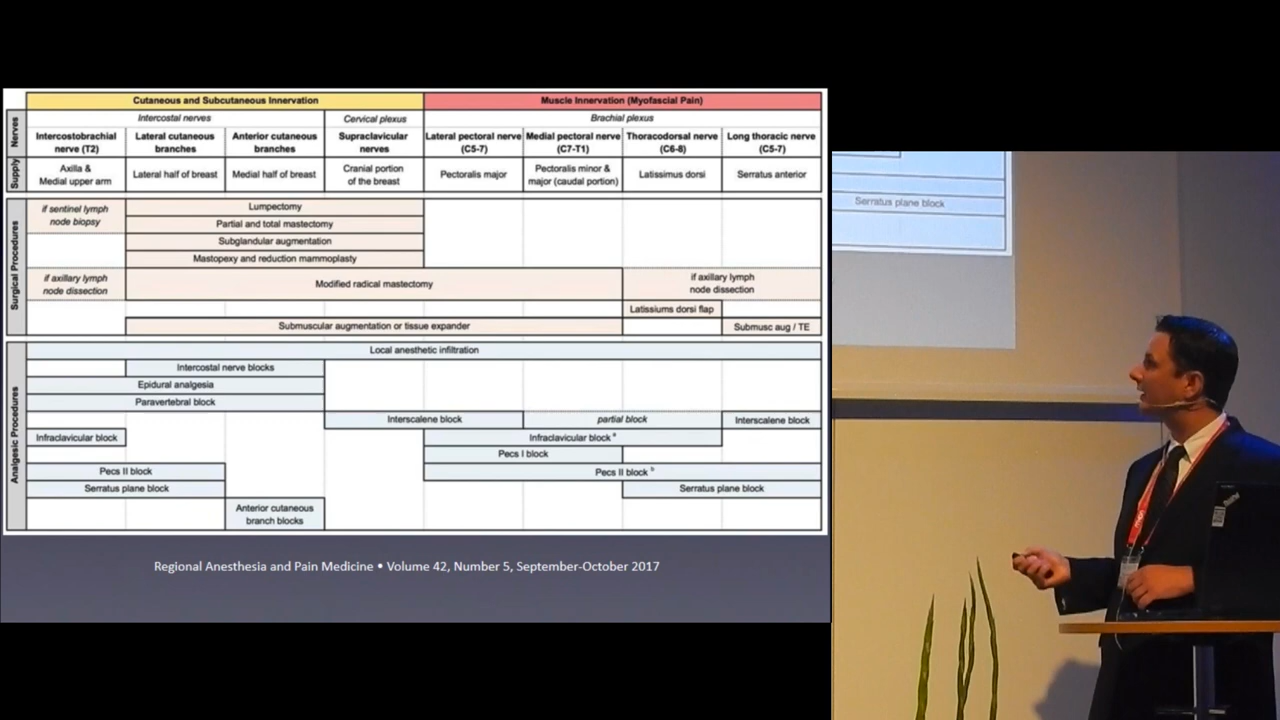 Cutaneous and Subcutaneous Innervation
Muscle Innervation (Myofascial Pain)
Nerves
Intercostal nerves
Cervical plexus
Brachial plexus
Intercostobrachial
nerve (T2)
Lateral cutaneous
branches
Anterior cutaneous
branches
Supraclavicular
nerves
Lateral pectoral nerve
(C5-7)
Medial pectoral nerve
(C7-T1)
Thoracodorsal nerve
(C6-8)
Long thoracic nerve
(C5-7)
Supply
Axilla &
Medial upper arm
Lateral half of breast
Medial half of breast
Cranial portion
of the breast
Pectoralis major
Pectoralis minor &
major (caudal portion)
Latissimus dorsi
Serratus anterior
Surgical Procedures
if sentinel lymph
node biopsy
Lumpectomy
Partial and total mastectomy
Subglandular augmentation
Mastopexy and reduction mammoplasty
if axillary lymph
node dissection
Modified radical mastectomy
if axillary lymph
node dissection
Latissiums dorsi flap
Submuscular augmentation or tissue expander
Submusc aug / TE
Analgesic Procedures
Local anesthetic infiltration
Intercostal nerve blocks
Epidural analgesia
Paravertebral block
Interscalene block
partial block
Interscalene block
Infraclavicular block
Infraclavicular block a
Pecs I block
Pecs II block
Pecs II block b
Serratus plane block
Serratus plane block
Anterior cutaneous
branch blocks
Regional Anesthesia and Pain Medicine • Volume 42, Number 5, September-October 2017
Serratus plane block